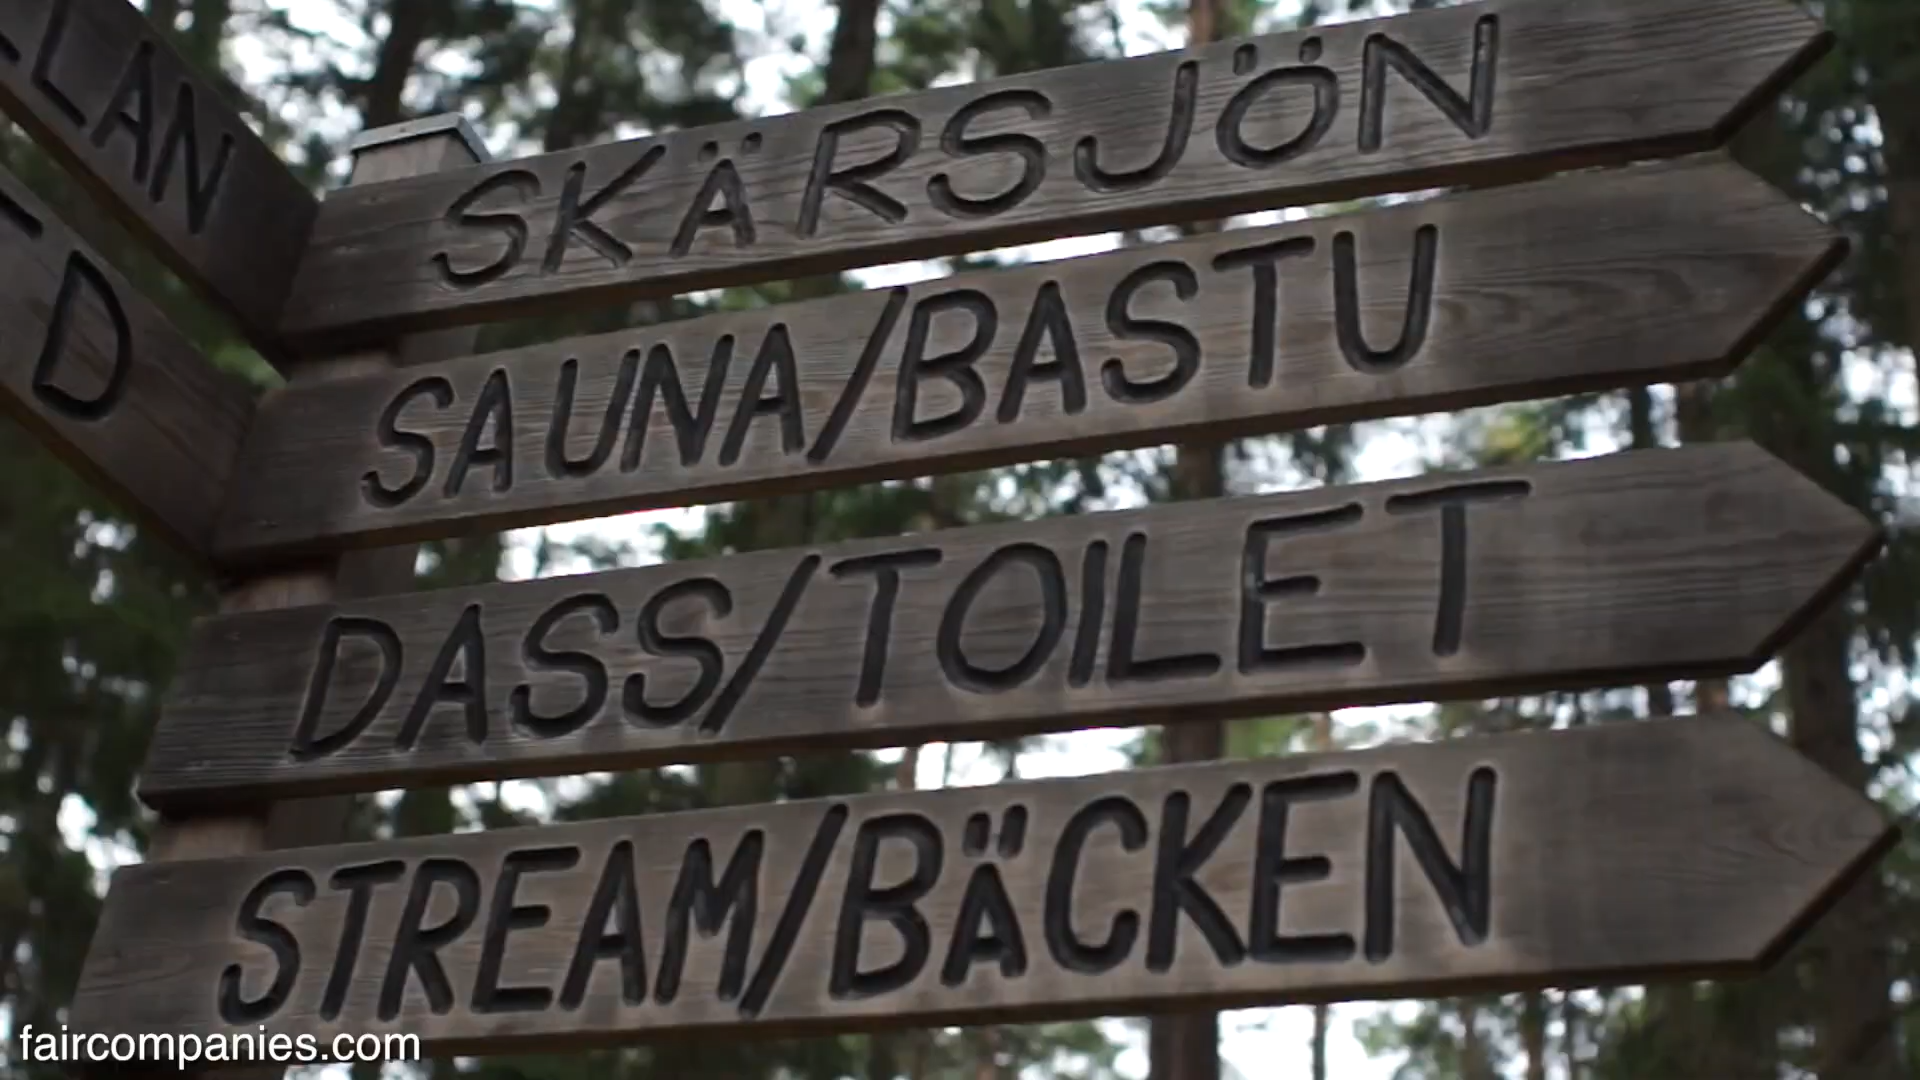 SKÄRSJÖN
SAUNA/BASTU
DASS/TOILET
STREAM/BÄCKEN
faircompanies.com